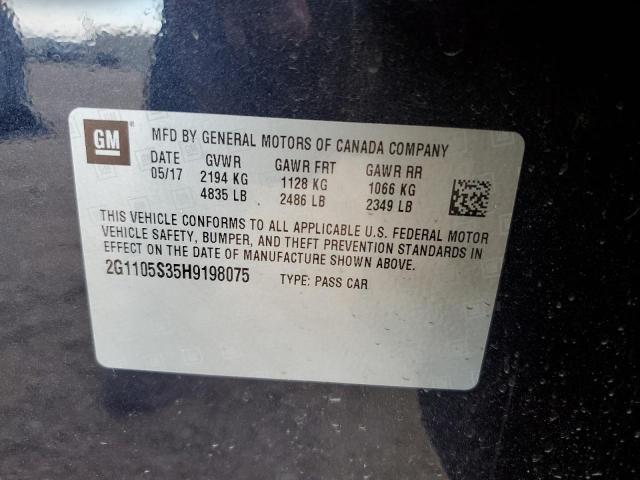 GM
MFD BY GENERAL MOTORS OF CANADA COMPANY
DATE GVWR GAWR FRT GAWR RR
05/17 2194 KG 1128 KG 1066 KG
4835 LB 2486 LB 2349 LB
THIS VEHICLE CONFORMS TO ALL APPLICABLE U.S. FEDERAL MOTOR
VEHICLE SAFETY, BUMPER, AND THEFT PREVENTION STANDARDS IN
EFFECT ON THE DATE OF MANUFACTURE SHOWN ABOVE.
2G1105S35H9198075 TYPE: PASS CAR